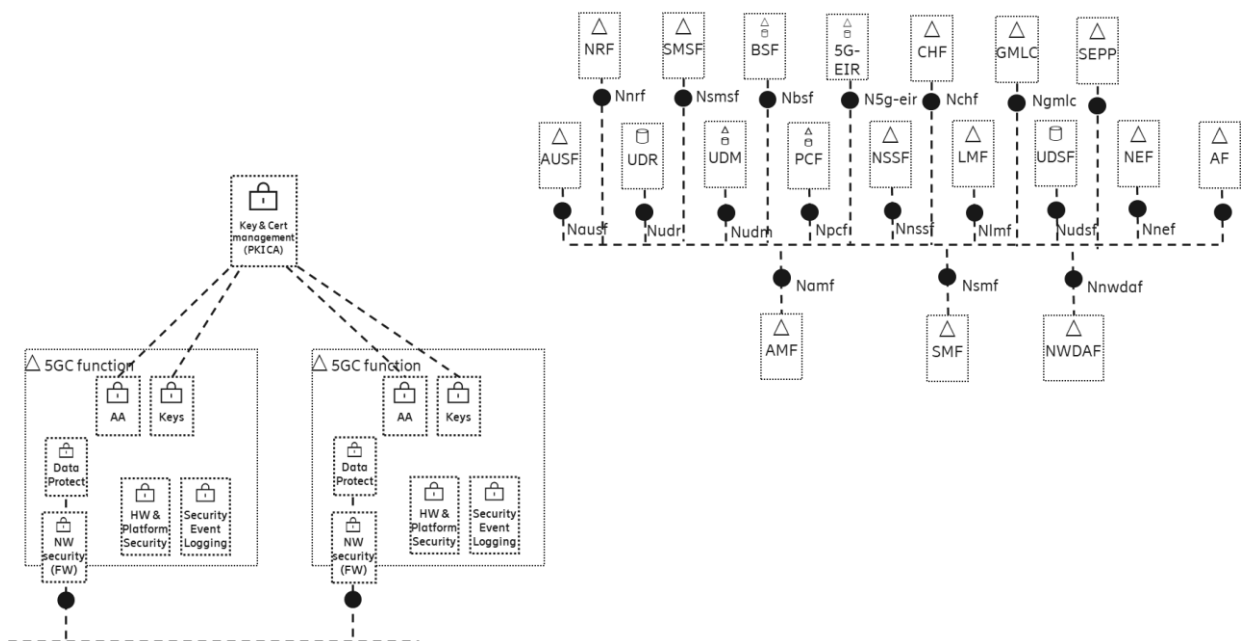 NRF
SMSF
BSF
5G-
EIR
CHF
GMLC
SEPP
Nnrf
Nsmsf
Nbsf
N5g-eir
Nchf
Ngmlc
AUSF
UDR
UDM
PCF
NSSF
LMF
UDSF
NEF
AF
Nausf
Nudr
Nudm
Npcf
Nnssf
Nlmf
Nudsf
Nnef
Namf
Nsmf
Nnwdaf
AMF
SMF
NWDAF
Key & Cert
management
(PKICA)
5GC function
AA
Keys
Data
Protect
HW &
Platform
Security
Security
Event
Logging
NW
security
(FW)
5GC function
AA
Keys
Data
Protect
HW &
Platform
Security
Security
Event
Logging
NW
security
(FW)